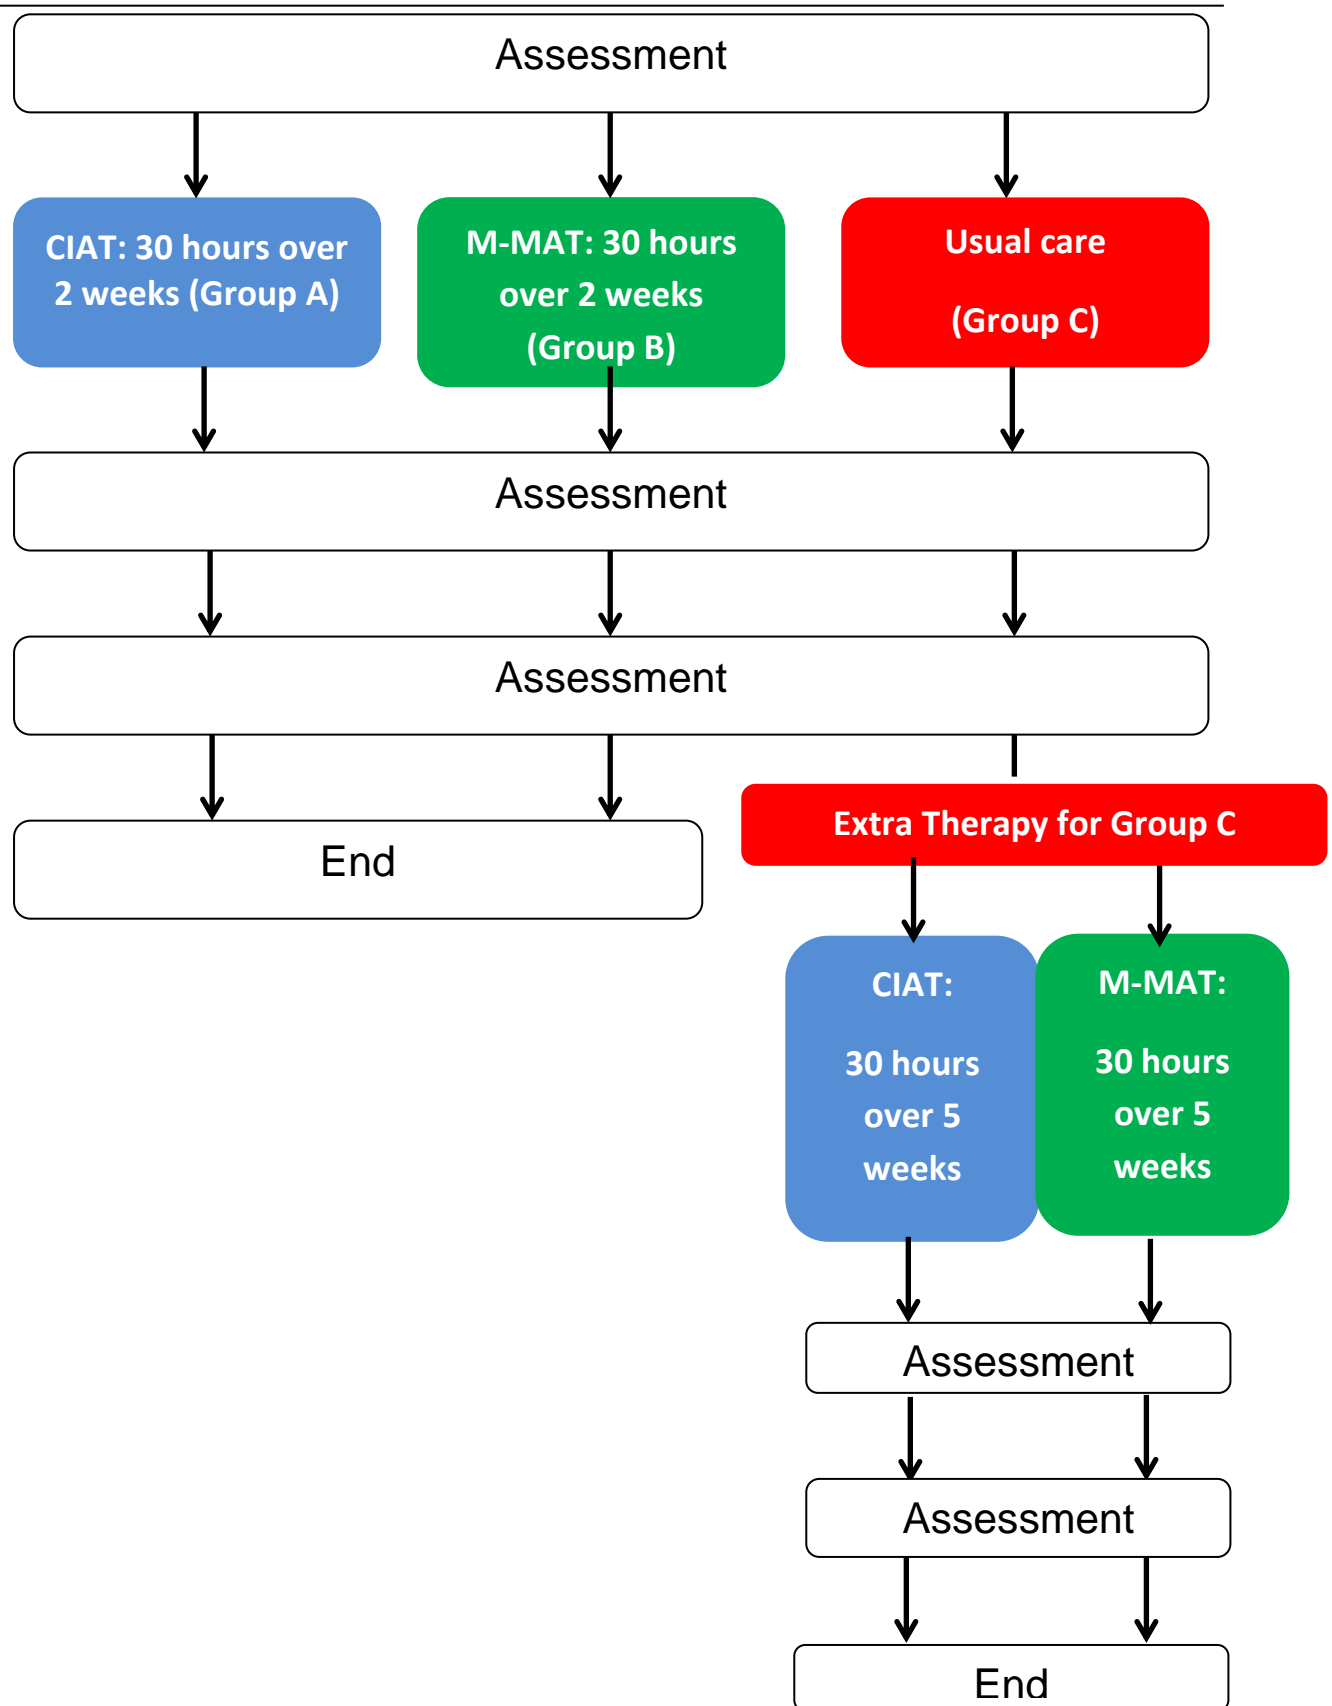 Assessment
CIAT: 30 hours over
2 weeks (Group A)
M-MAT: 30 hours
over 2 weeks
(Group B)
Usual care
(Group C)
Assessment
Assessment
End
Extra Therapy for Group C
CIAT:
30 hours
over 5
weeks
M-MAT:
30 hours
over 5
weeks
Assessment
Assessment
End